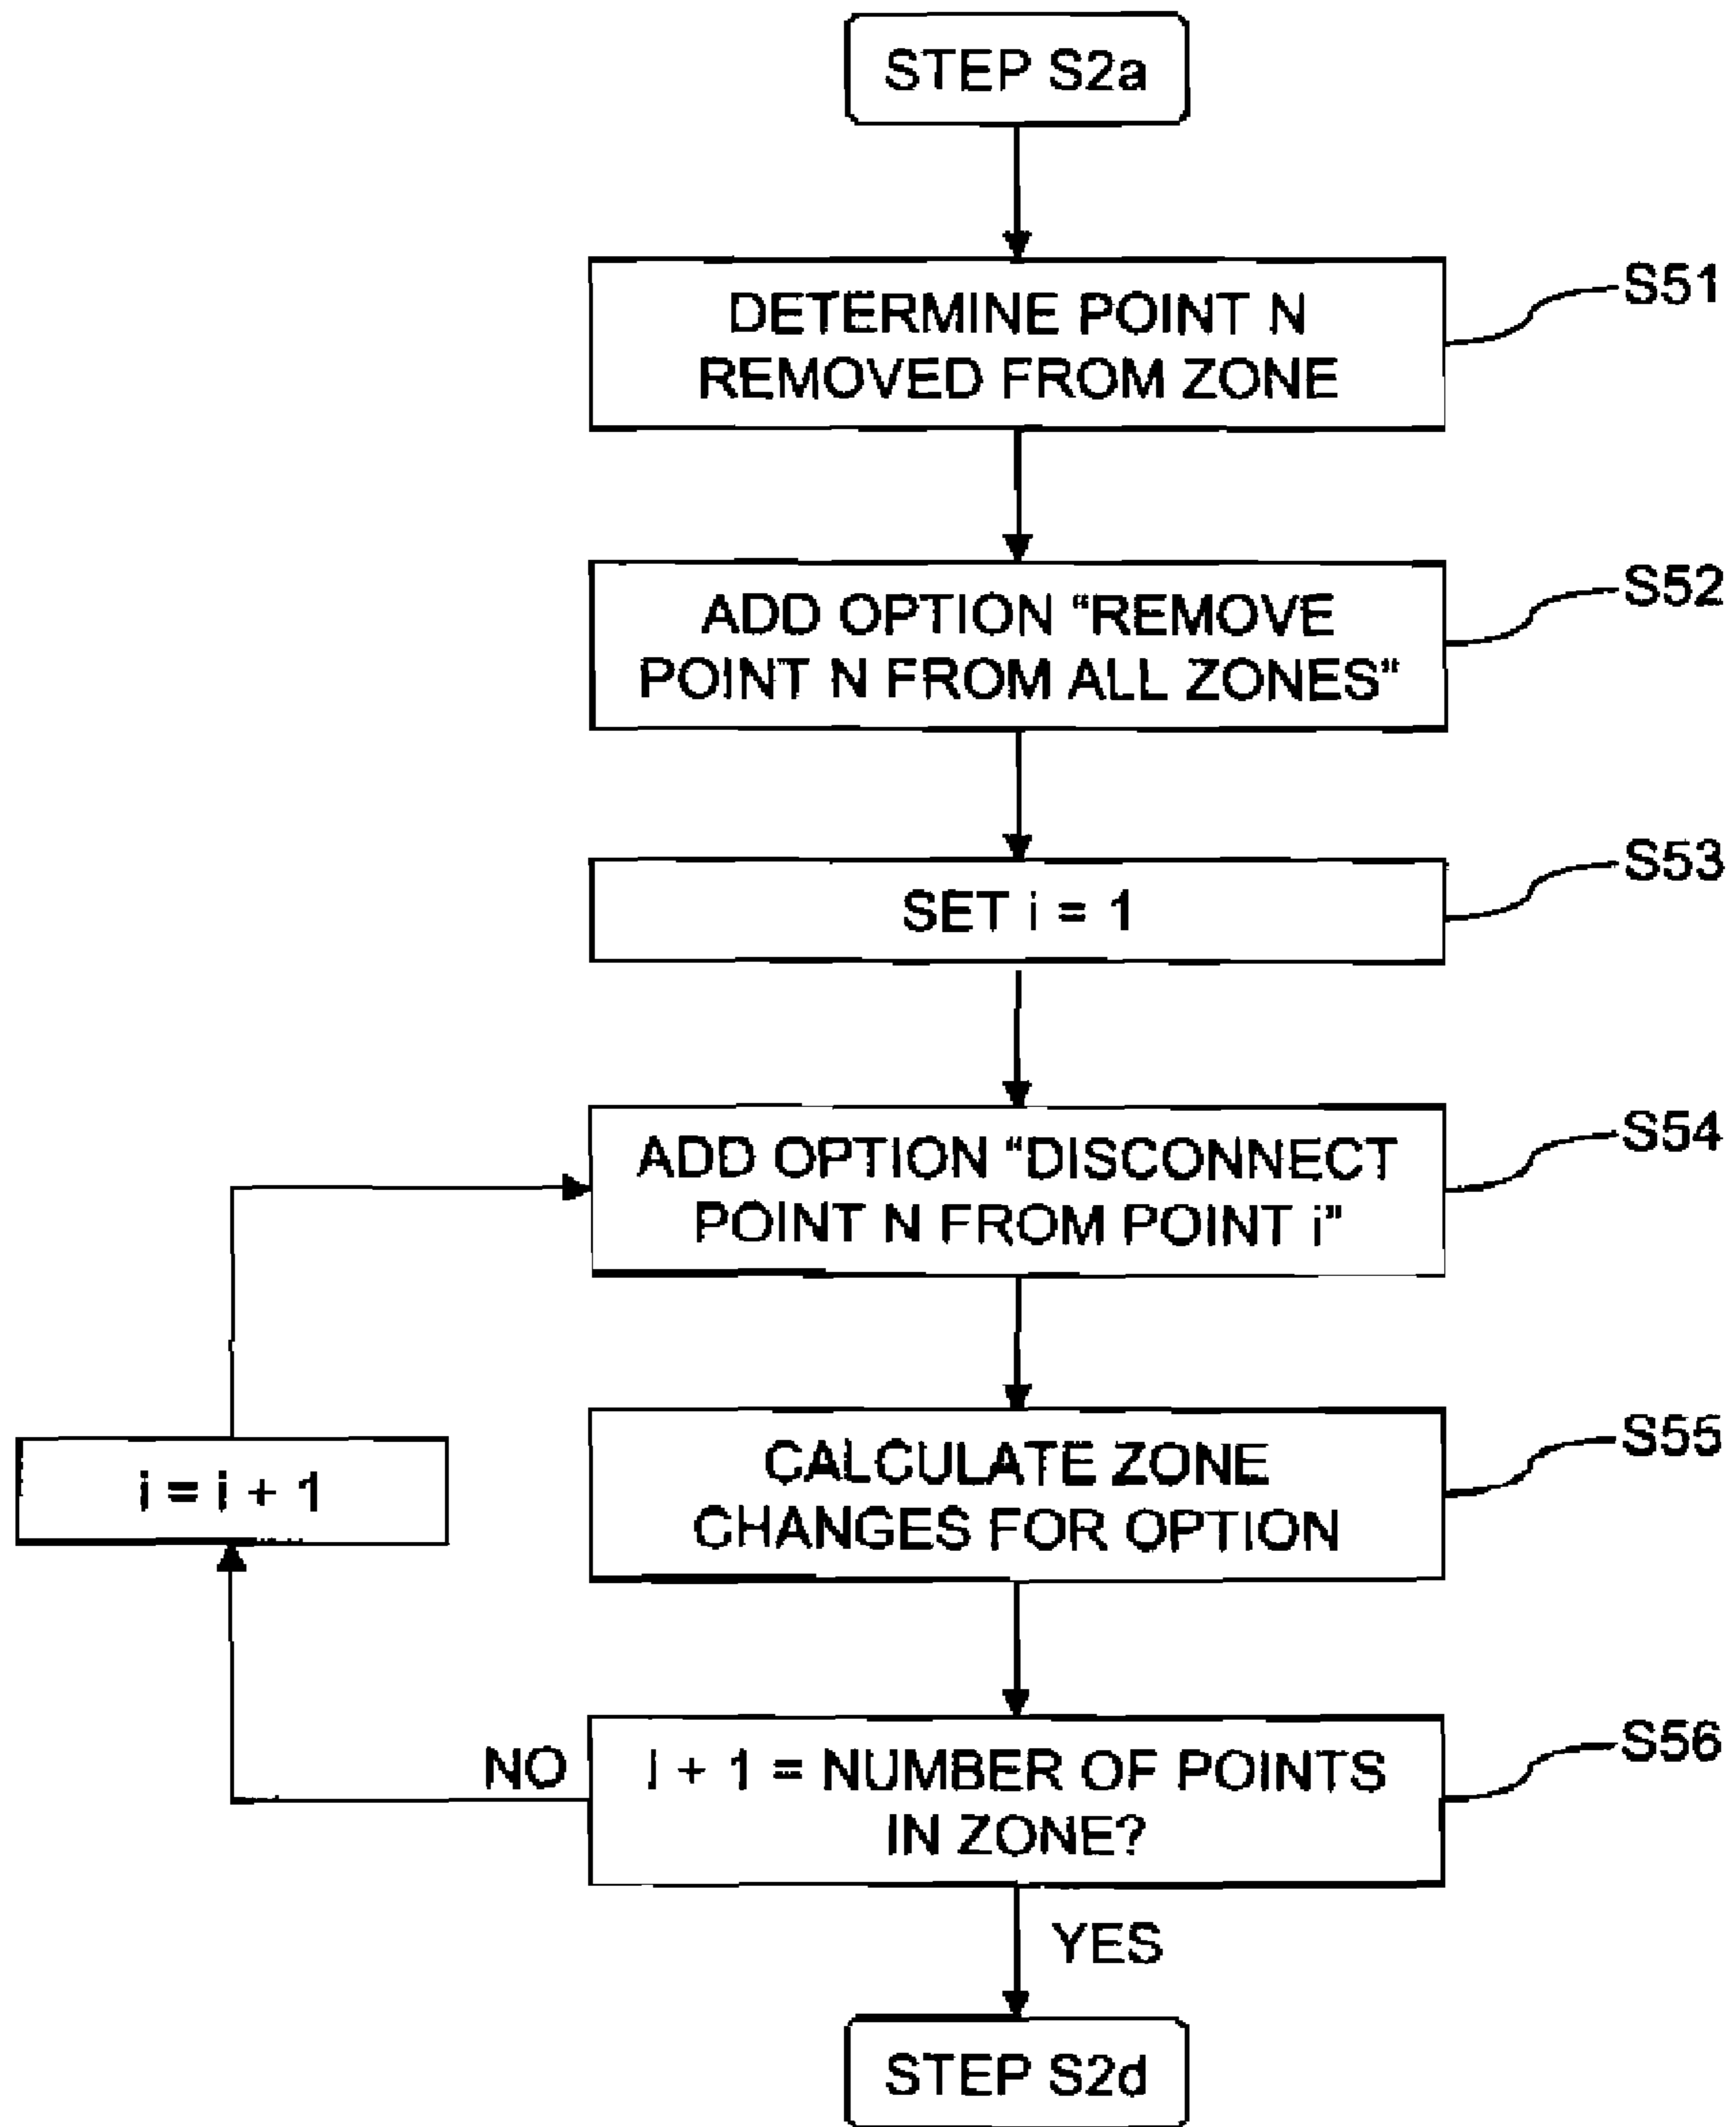 STEP S2a
DETERMINE POINT N
REMOVED FROM ZONE
S51
ADD OPTION “REMOVE
POINT N FROM ALL ZONES“
S52
SET i = 1
S53
ADD OPTION “DISCONNECT
POINT N FROM POINT i”
S54
CALCULATE ZONE
CHANGES FOR OPTION
S55
i = i + 1
NO
I + 1 = NUMBER OF POINTS
IN ZONE?
S56
YES
STEP S2d